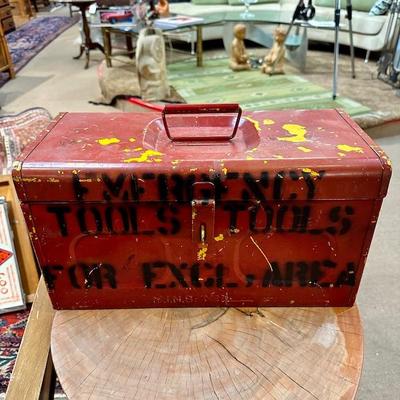 EMERGENCY
TOOLS TOOLS
FOR EXCL. AREA